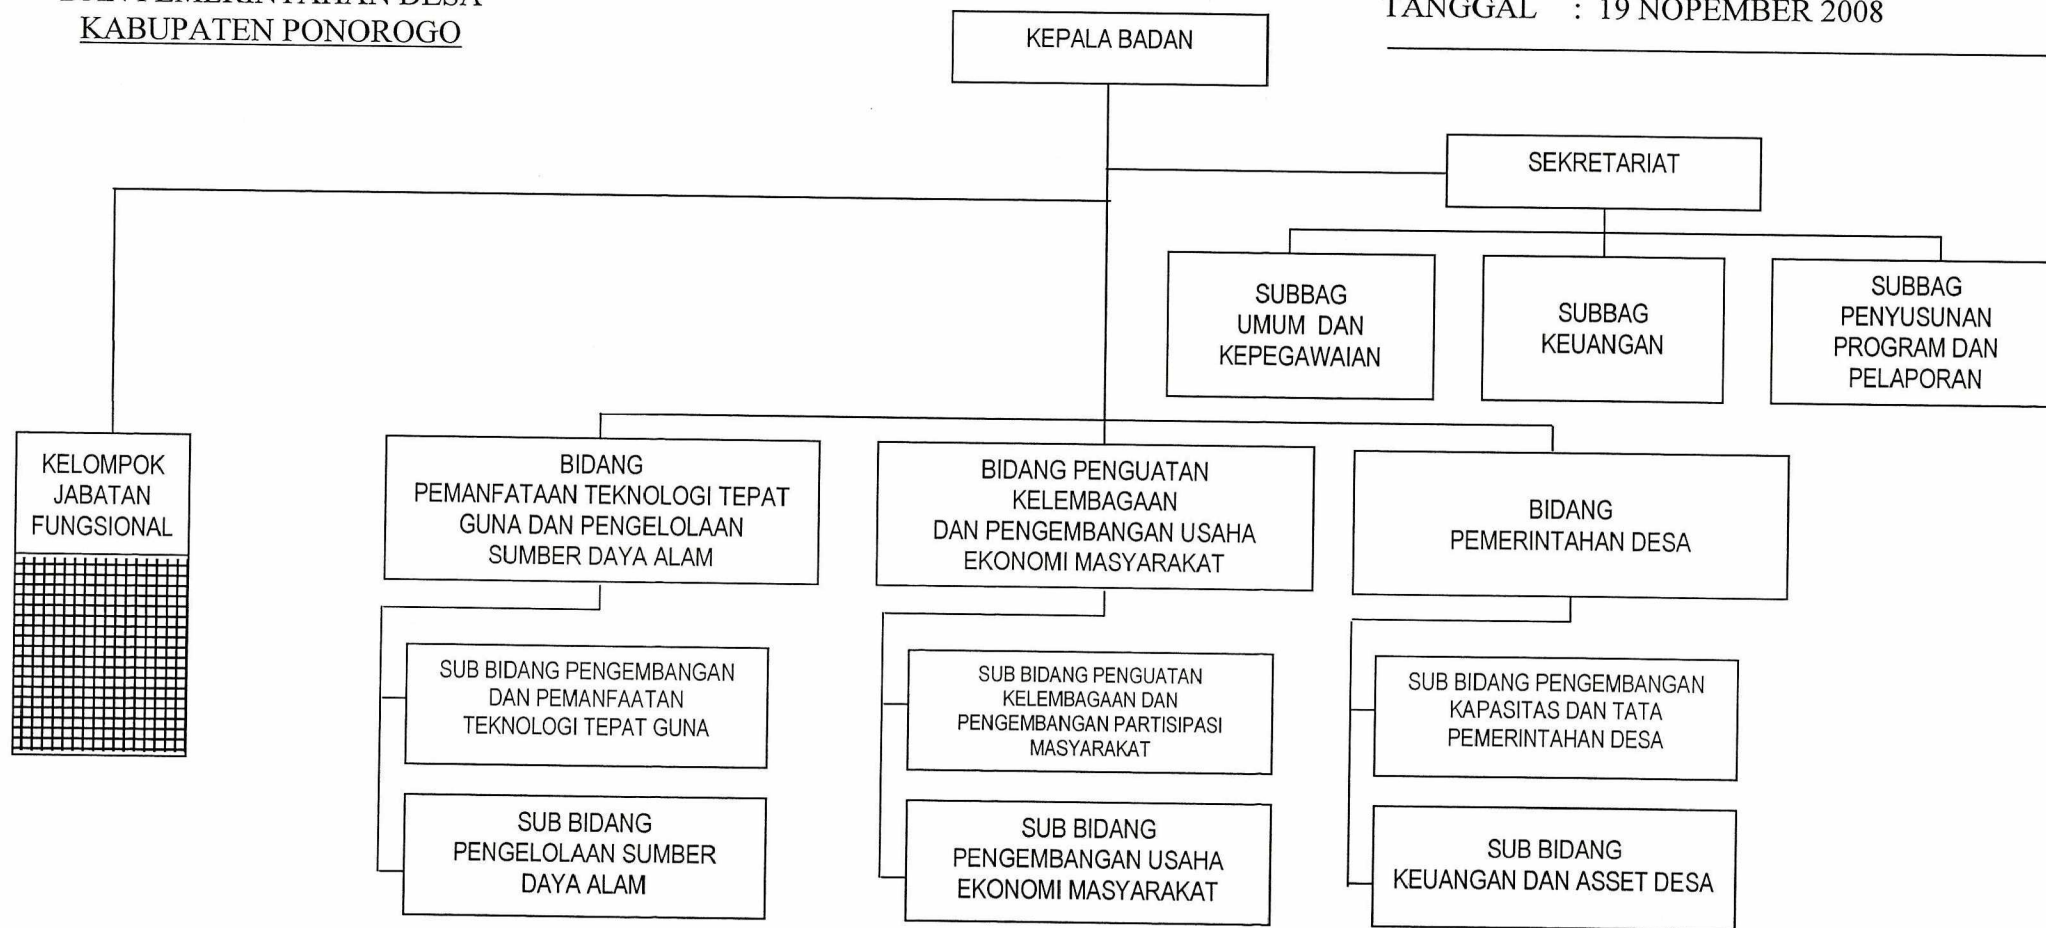 DAN PEMERINTAHAN DESA
KABUPATEN PONOROGO
TANGGAL : 19 NOPEMBER 2008
KEPALA BADAN
SEKRETARIAT
SUBBAG
UMUM DAN
KEPEGAWAIAN
SUBBAG
KEUANGAN
SUBBAG
PENYUSUNAN
PROGRAM DAN
PELAPORAN
KELOMPOK
JABATAN
FUNGSIONAL
BIDANG
PEMANFATAAN TEKNOLOGI TEPAT
GUNA DAN PENGELOLAAN
SUMBER DAYA ALAM
BIDANG PENGUATAN
KELEMBAGAAN
DAN PENGEMBANGAN USAHA
EKONOMI MASYARAKAT
BIDANG
PEMERINTAHAN DESA
SUB BIDANG PENGEMBANGAN
DAN PEMANFAATAN
TEKNOLOGI TEPAT GUNA
SUB BIDANG PENGUATAN
KELEMBAGAAN DAN
PENGEMBANGAN PARTISIPASI
MASYARAKAT
SUB BIDANG PENGEMBANGAN
KAPASITAS DAN TATA
PEMERINTAHAN DESA
SUB BIDANG
PENGELOLAAN SUMBER
DAYA ALAM
SUB BIDANG
PENGEMBANGAN USAHA
EKONOMI MASYARAKAT
SUB BIDANG
KEUANGAN DAN ASSET DESA